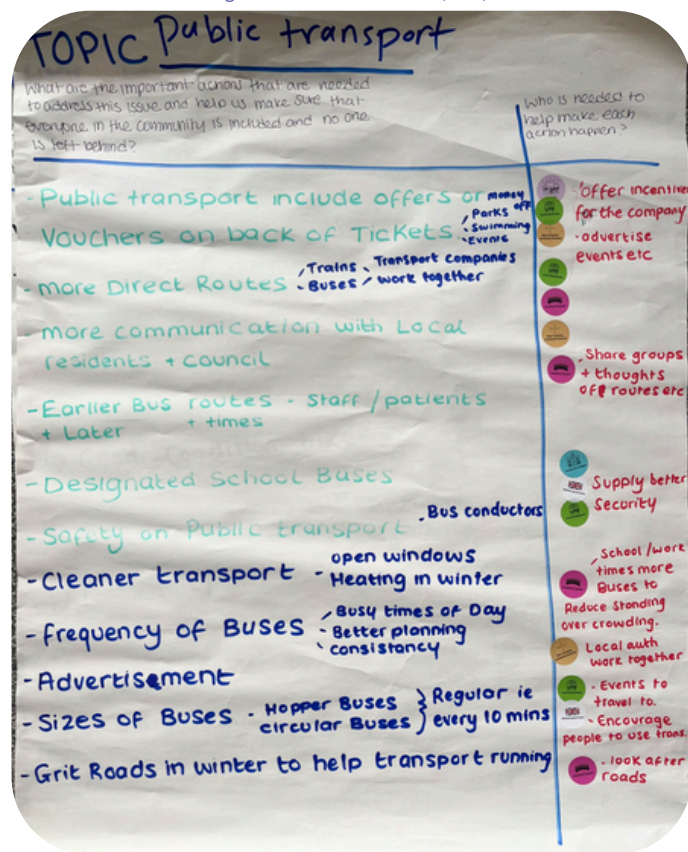 TOPIC Public transport
What are the important actions that are needed
to address this issue and help us make sure that
everyone in the community is included and no one
is left behind?
Who is needed to
help make each
action happen?
- Public transport include offers or money off
Vouchers on back of Tickets
, Parks
· Swimming
· Events
- more Direct Routes
, Trains
- Buses
, Transport companies
work together
- more communication with Local
residents + council
- Earlier Bus routes - Staff / patients
+ Later + times
- Designated School Buses
- Safety on Public transport
. Bus conductors
- Cleaner transport -
open windows
Heating in winter
- frequency of Buses
Busy times of Day
- Better planning
consistancy
- Advertisement
- Sizes of Buses -
Hopper Buses
circular Buses
} Regular ie
every 10 mins
- Grit Roads in winter to help transport running
· offer incentives
for the company
· advertise
events etc
. Share groups
+ thoughts
off routes etc
Supply better
Security
School / work
times more
Buses to
Reduce Standing
over crowding.
Local auth
work together
- Events to
travel to.
- Encourage
people to use trans.
- look after
roads